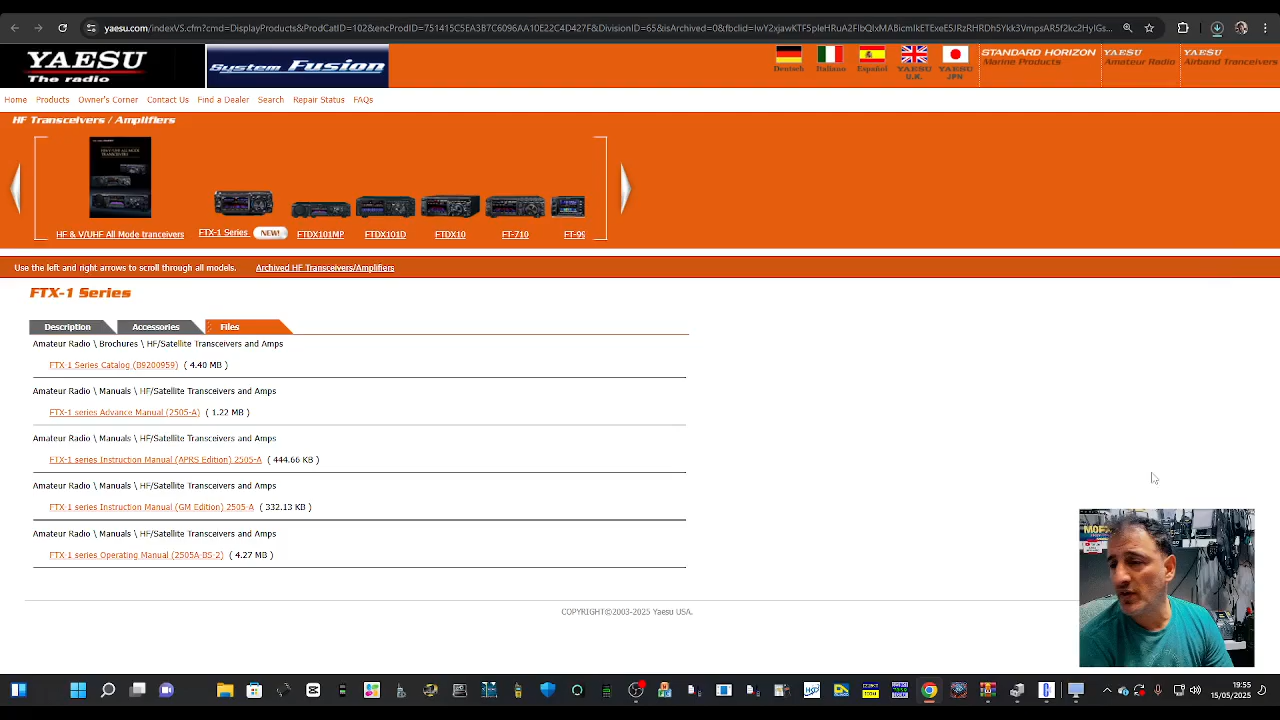 yaesu.com/indexVS.cfm?cmd=DisplayProducts&ProdCatID=102&encProdID=751415C5EA3B7C6096AA10E22C4D427F&DivisionID=65&isArchived=0&fbclid=
YAESU
The radio
System Fusion
Deutsch
Italiano
Español
YAESU U.K.
YAESU JPN
STANDARD HORIZON
Marine Products
YAESU
Amateur Radio
YAESU
Airband Tranceivers
Home Products Owner's Corner Contact Us Find a Dealer Search Repair Status FAQs
HF Transceivers / Amplifiers
HF & V/UHF All Mode tranceivers FTX-1 Series NEW! FTDX101MP FTDX101D FTDX10 FT-710 FT-99
Use the left and right arrows to scroll through all models. Archived HF Transceivers/Amplifiers
FTX-1 Series
Description Accessories Files
Amateur Radio \ Brochures \ HF/Satellite Transceivers and Amps
FTX-1 Series Catalog (B9200959) ( 4.40 MB )
Amateur Radio \ Manuals \ HF/Satellite Transceivers and Amps
FTX-1 series Advance Manual (2505-A) ( 1.22 MB )
Amateur Radio \ Manuals \ HF/Satellite Transceivers and Amps
FTX-1 series Instruction Manual (APRS Edition) 2505-A ( 444.66 KB )
Amateur Radio \ Manuals \ HF/Satellite Transceivers and Amps
FTX-1 series Instruction Manual (GM Edition) 2505-A ( 332.13 KB )
Amateur Radio \ Manuals \ HF/Satellite Transceivers and Amps
FTX-1 series Operating Manual (2505A-BS-2) ( 4.27 MB )
COPYRIGHT©2003-2025 Yaesu USA.
19:55
15/05/2025